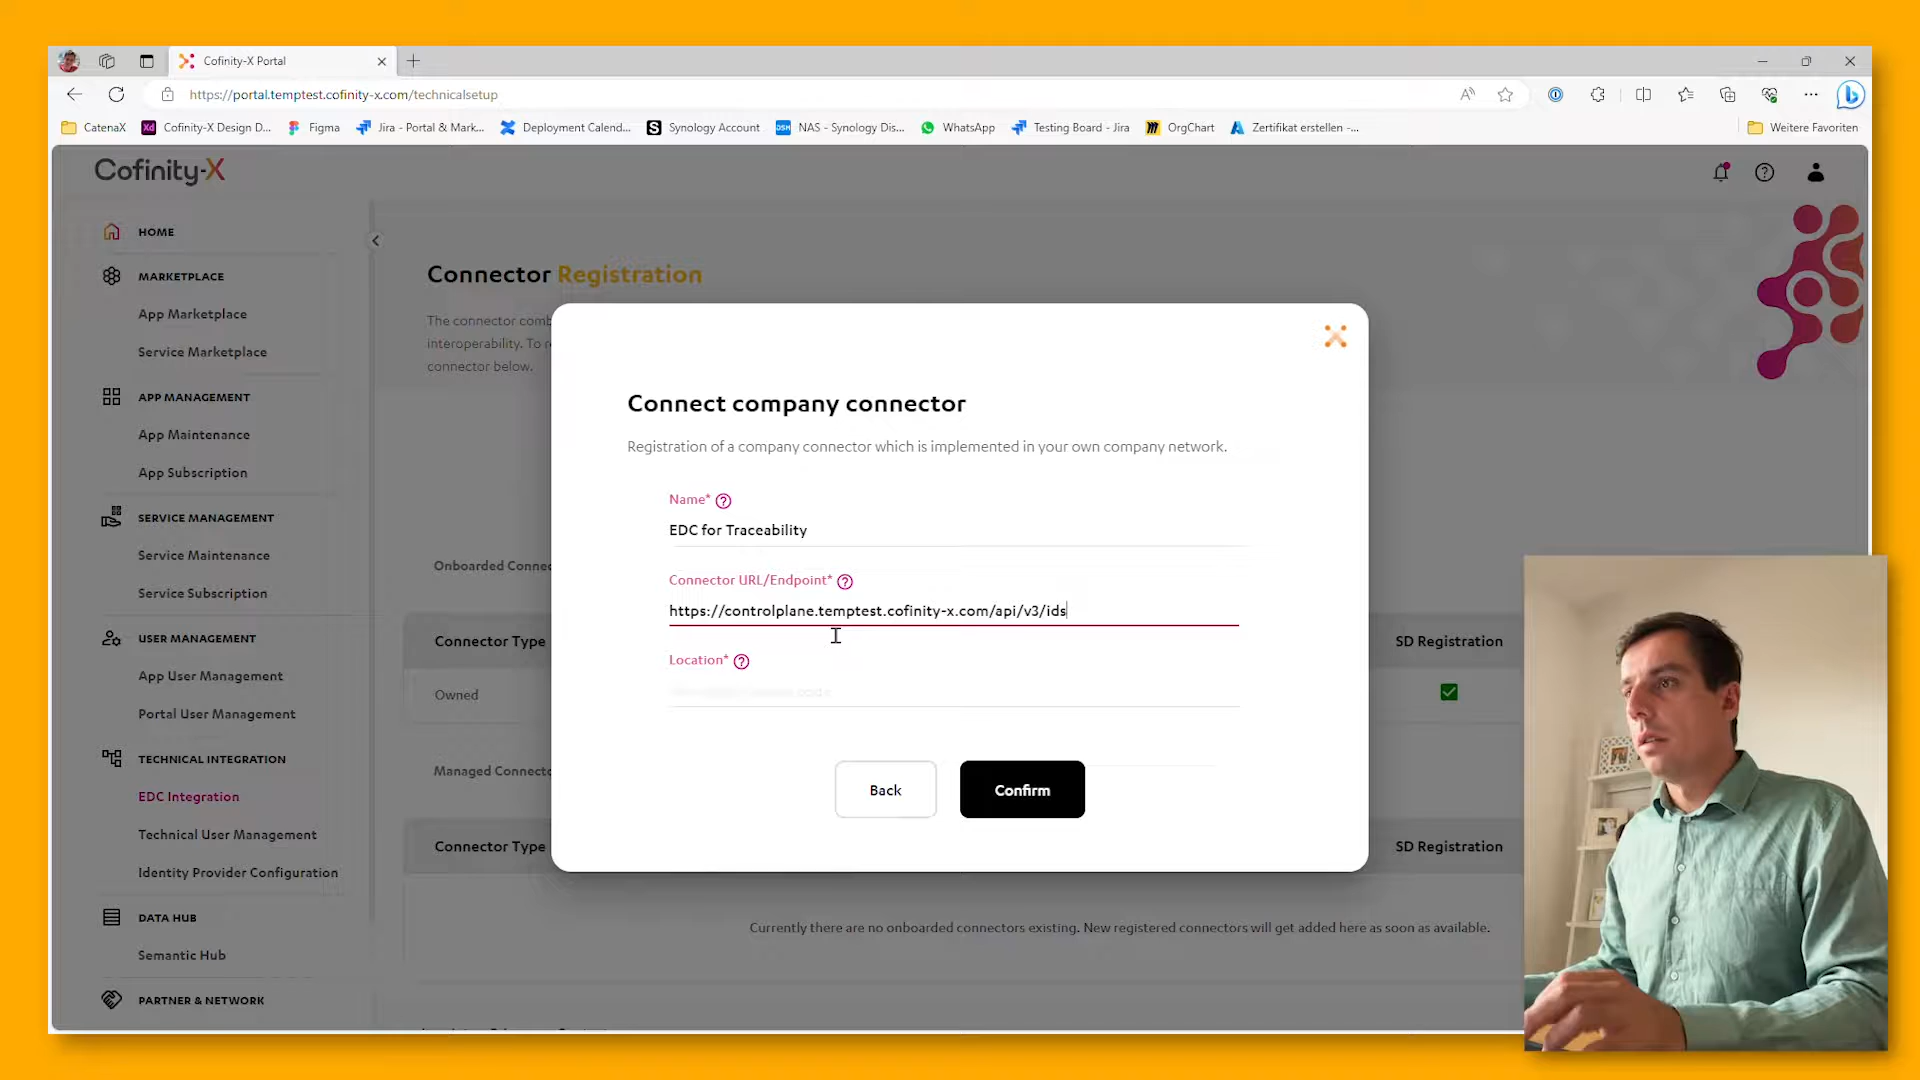 Cofinity-X Portal
https://portal.temptest.cofinity-x.com/technicalsetup
CatenaX
Cofinity-X Design D...
Figma
Jira - Portal & Mark...
Deployment Calend...
Synology Account
NAS - Synology Dis...
WhatsApp
Testing Board - Jira
OrgChart
Zertifikat erstellen -...
Weitere Favoriten
Cofinity-X
HOME
MARKETPLACE
App Marketplace
Service Marketplace
APP MANAGEMENT
App Maintenance
App Subscription
SERVICE MANAGEMENT
Service Maintenance
Service Subscription
USER MANAGEMENT
App User Management
Portal User Management
TECHNICAL INTEGRATION
EDC Integration
Technical User Management
Identity Provider Configuration
DATA HUB
Semantic Hub
PARTNER & NETWORK
Connector Registration
The connector comb
interoperability. To r
connector below.
Onboarded Connec
Connector Type
SD Registration
Owned
Managed Connecto
Connector Type
SD Registration
Currently there are no onboarded connectors existing. New registered connectors will get added here as soon as available.
Connect company connector
Registration of a company connector which is implemented in your own company network.
Name*
EDC for Traceability
Connector URL/Endpoint*
https://controlplane.temptest.cofinity-x.com/api/v3/ids
Location*
Back
Confirm